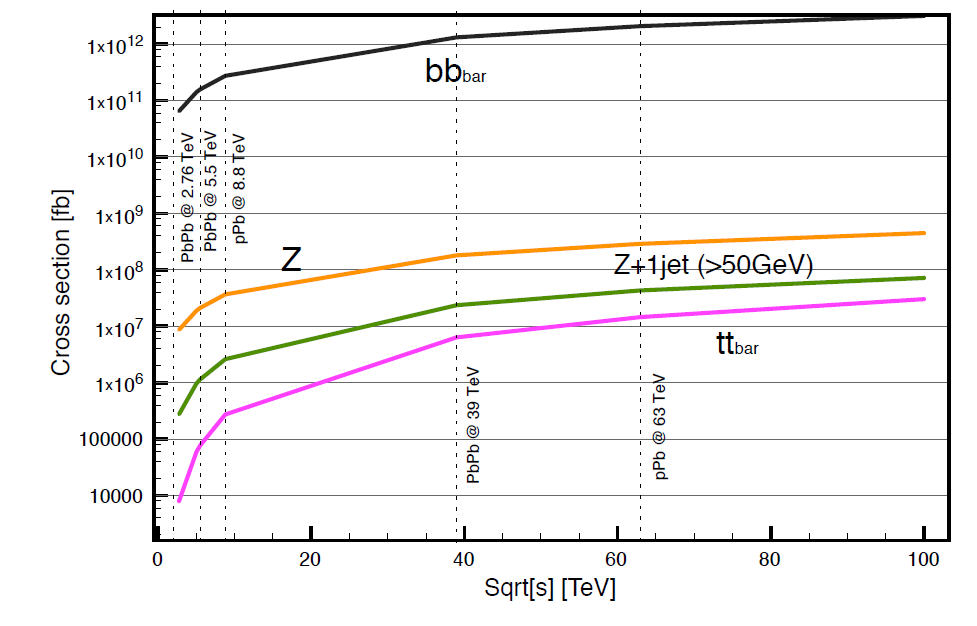 1x10^12
bb_bar
1x10^11
1x10^10
PbPb @ 2.76 TeV
PbPb @ 5.5 TeV
pPb @ 8.8 TeV
1x10^9
Z
Z+1jet (>50GeV)
1x10^8
1x10^7
tt_bar
1x10^6
PbPb @ 39 TeV
pPb @ 63 TeV
100000
10000
Cross section [fb]
0 20 40 60 80 100
Sqrt[s] [TeV]